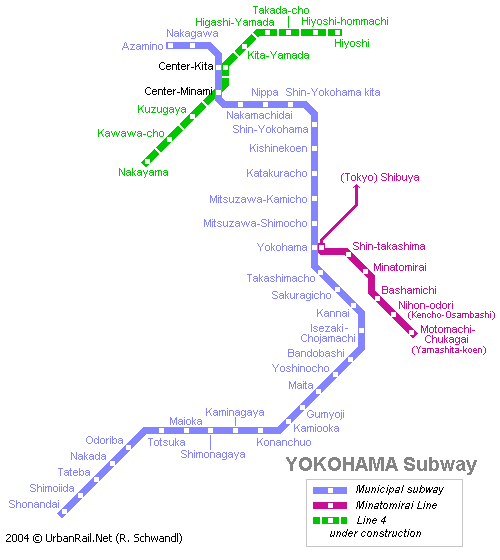 Takada-cho
Higashi-Yamada
Hiyoshi-hommachi
Nakagawa
Azamino
Hiyoshi
Kita-Yamada
Center-Kita
Center-Minami
Nippa
Shin-Yokohama kita
Kuzugaya
Nakamachidai
Kawawa-cho
Shin-Yokohama
Kishinekoen
Nakayama
Katakuracho
(Tokyo) Shibuya
Mitsuzawa-Kamicho
Mitsuzawa-Shimocho
Yokohama
Shin-takashima
Takashimacho
Minatomirai
Sakuragicho
Bashamichi
Kannai
Nihon-odori
(Kencho-Osambashi)
Isezaki-
Chojamachi
Motomachi-
Chukagai
(Yamashita-koen)
Bandobashi
Yoshinocho
Maita
Gumyoji
Kaminagaya
Kamiooka
Maioka
Odoriba
Totsuka
Konanchuo
Shimonagaya
Nakada
Tateba
Shimoiida
Shonandai
YOKOHAMA Subway
Municipal subway
Minatomirai Line
Line 4
under construction
2004 © UrbanRail.Net (R. Schwandl)